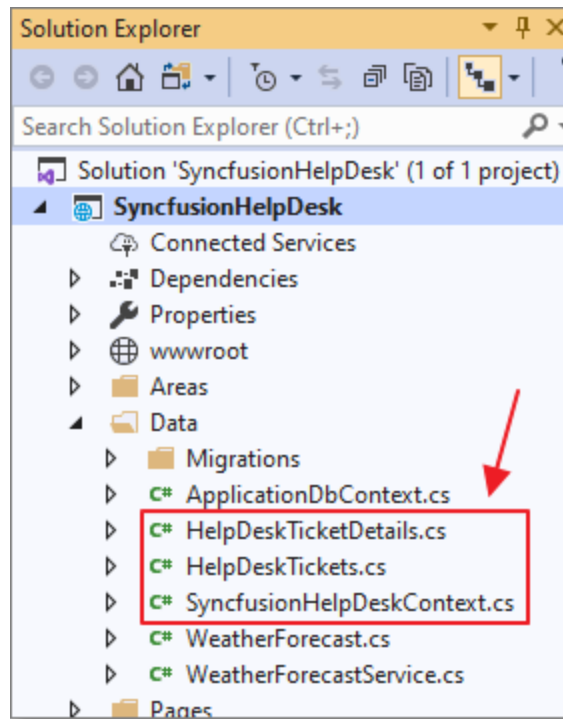 Solution Explorer
Search Solution Explorer (Ctrl+;)
Solution 'SyncfusionHelpDesk' (1 of 1 project)
SyncfusionHelpDesk
Connected Services
Dependencies
Properties
wwwroot
Areas
Data
Migrations
C# ApplicationDbContext.cs
C# HelpDeskTicketDetails.cs
C# HelpDeskTickets.cs
C# SyncfusionHelpDeskContext.cs
C# WeatherForecast.cs
C# WeatherForecastService.cs
Pages